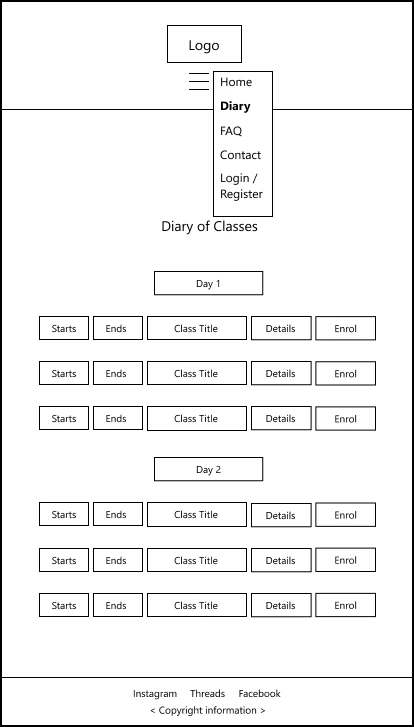 Logo
Home
Diary
FAQ
Contact
Login /
Register
Diary of Classes
Day 1
Starts Ends Class Title Details Enrol
Starts Ends Class Title Details Enrol
Starts Ends Class Title Details Enrol
Day 2
Starts Ends Class Title Details Enrol
Starts Ends Class Title Details Enrol
Starts Ends Class Title Details Enrol
Instagram Threads Facebook
< Copyright information >